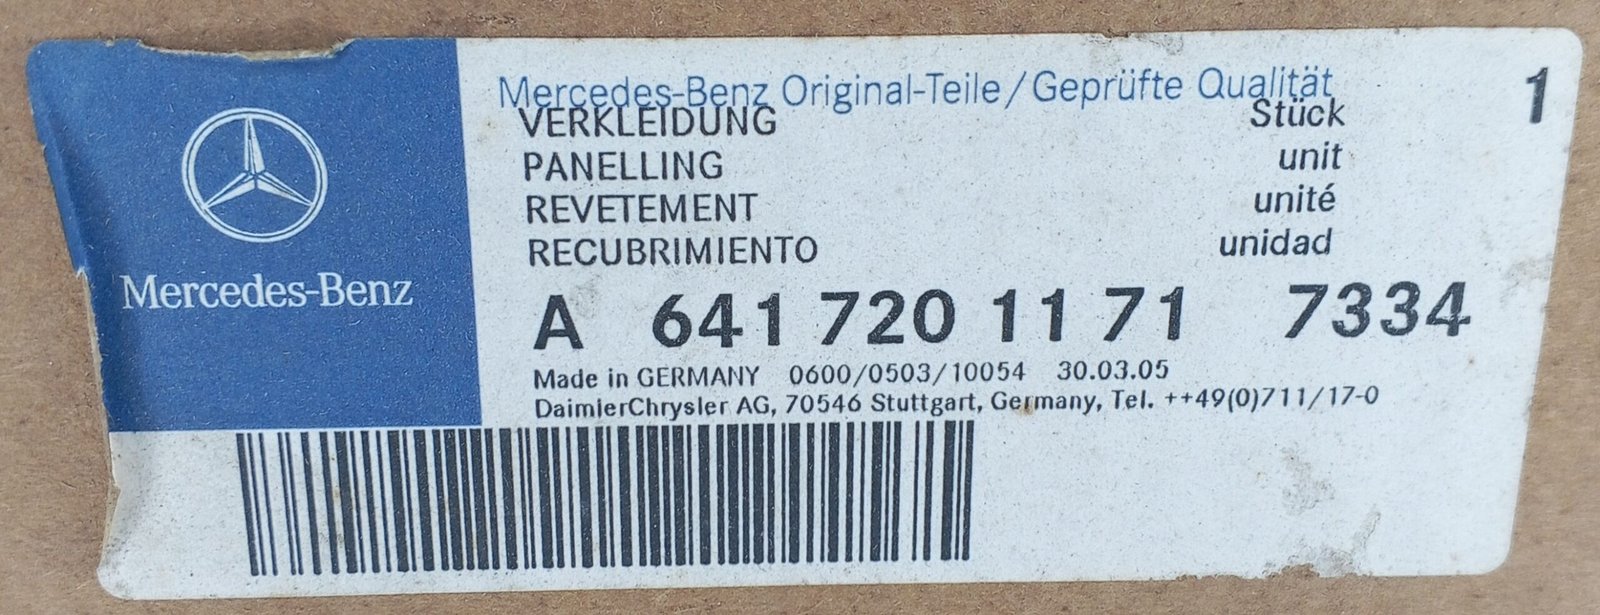 Mercedes-Benz
Mercedes-Benz Original-Teile/Geprüfte Qualität
VERKLEIDUNG Stück 1
PANELLING unit
REVETEMENT unité
RECUBRIMIENTO unidad
A 641 720 11 71 7334
Made in GERMANY 0600/0503/10054 30.03.05
DaimlerChrysler AG, 70546 Stuttgart, Germany, Tel. ++49(0)711/17-0